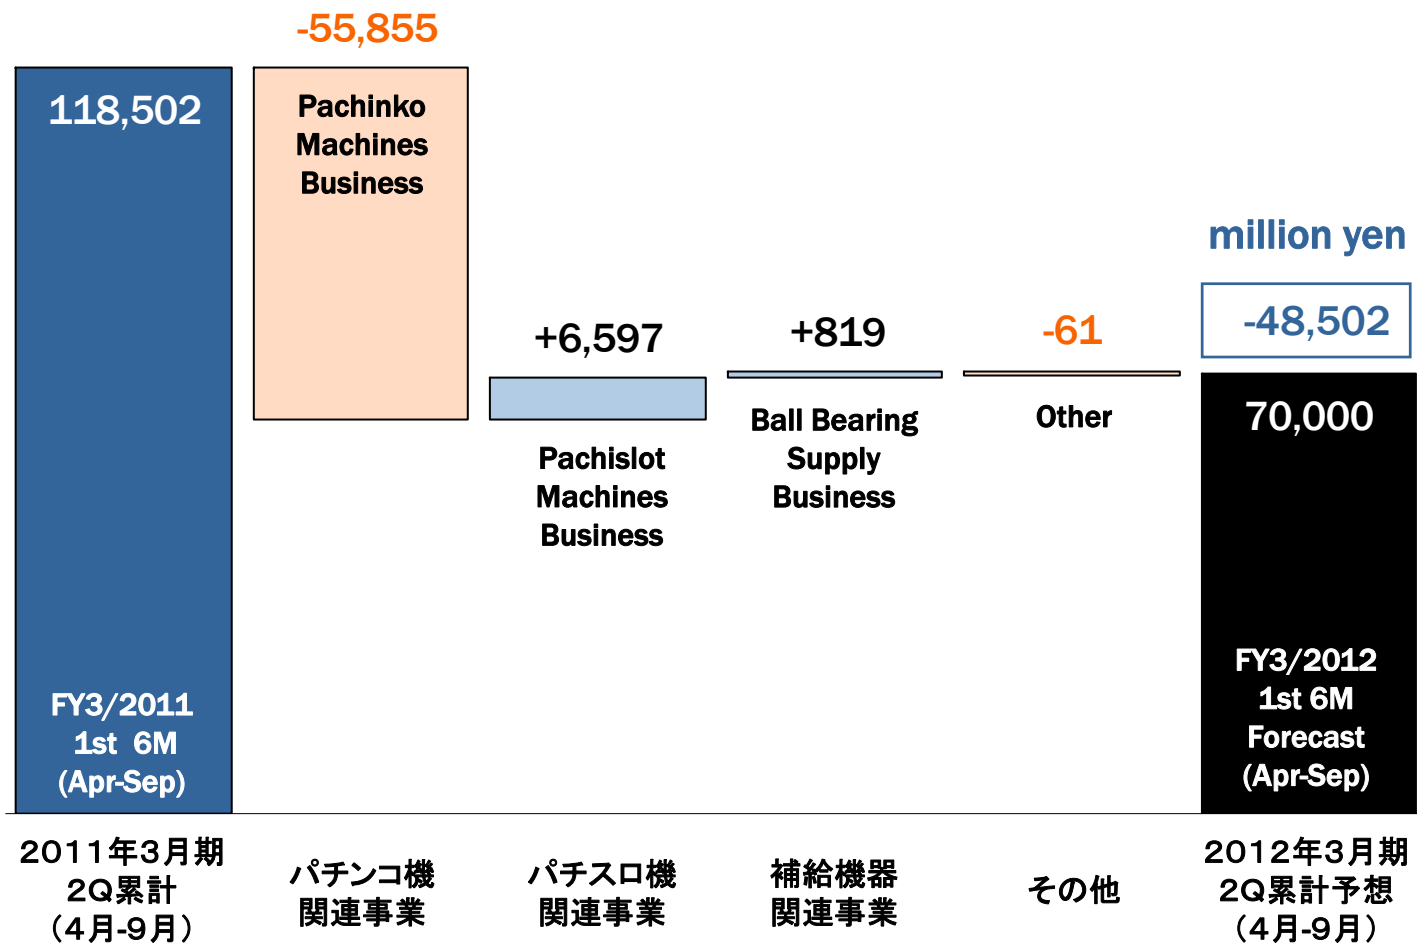 -55,855
118,502
Pachinko
Machines
Business
million yen
-48,502
+6,597
+819
-61
70,000
Pachislot
Machines
Business
Ball Bearing
Supply
Business
Other
FY3/2011
1st 6M
(Apr-Sep)
FY3/2012
1st 6M
Forecast
(Apr-Sep)
2011年3月期
2Q累計
（4月-9月）
パチンコ機
関連事業
パチスロ機
関連事業
補給機器
関連事業
その他
2012年3月期
2Q累計予想
（4月-9月）